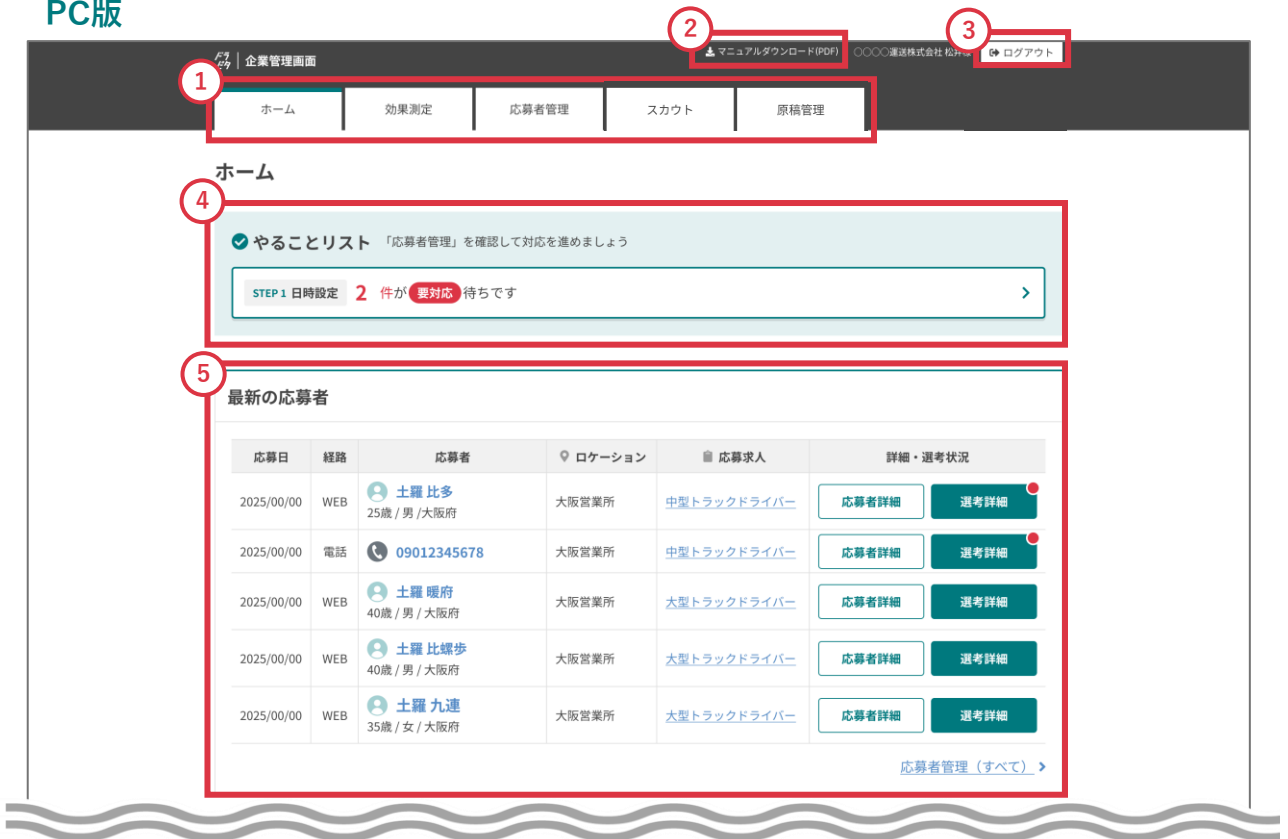 PC版
2
3
マニュアルダウンロード(PDF)
〇〇〇〇運送株式会社 松井
ログアウト
ドラピタ 企業管理画面
1
ホーム 効果測定 応募者管理 スカウト 原稿管理
ホーム
4
やることリスト 「応募者管理」を確認して対応を進めましょう
STEP 1 日時設定 2 件が 要対応 待ちです
5
最新の応募者
応募日 経路 応募者 ロケーション 応募求人 詳細・選考状況
2025/00/00 WEB 土羅 比多 25歳 / 男 /大阪府 大阪営業所 中型トラックドライバー 応募者詳細 選考詳細
2025/00/00 電話 09012345678 大阪営業所 中型トラックドライバー 応募者詳細 選考詳細
2025/00/00 WEB 土羅 暖府 40歳 / 男 / 大阪府 大阪営業所 大型トラックドライバー 応募者詳細 選考詳細
2025/00/00 WEB 土羅 比螺歩 40歳 / 男 / 大阪府 大阪営業所 大型トラックドライバー 応募者詳細 選考詳細
2025/00/00 WEB 土羅 九連 35歳 / 女 / 大阪府 大阪営業所 大型トラックドライバー 応募者詳細 選考詳細
応募者管理（すべて）